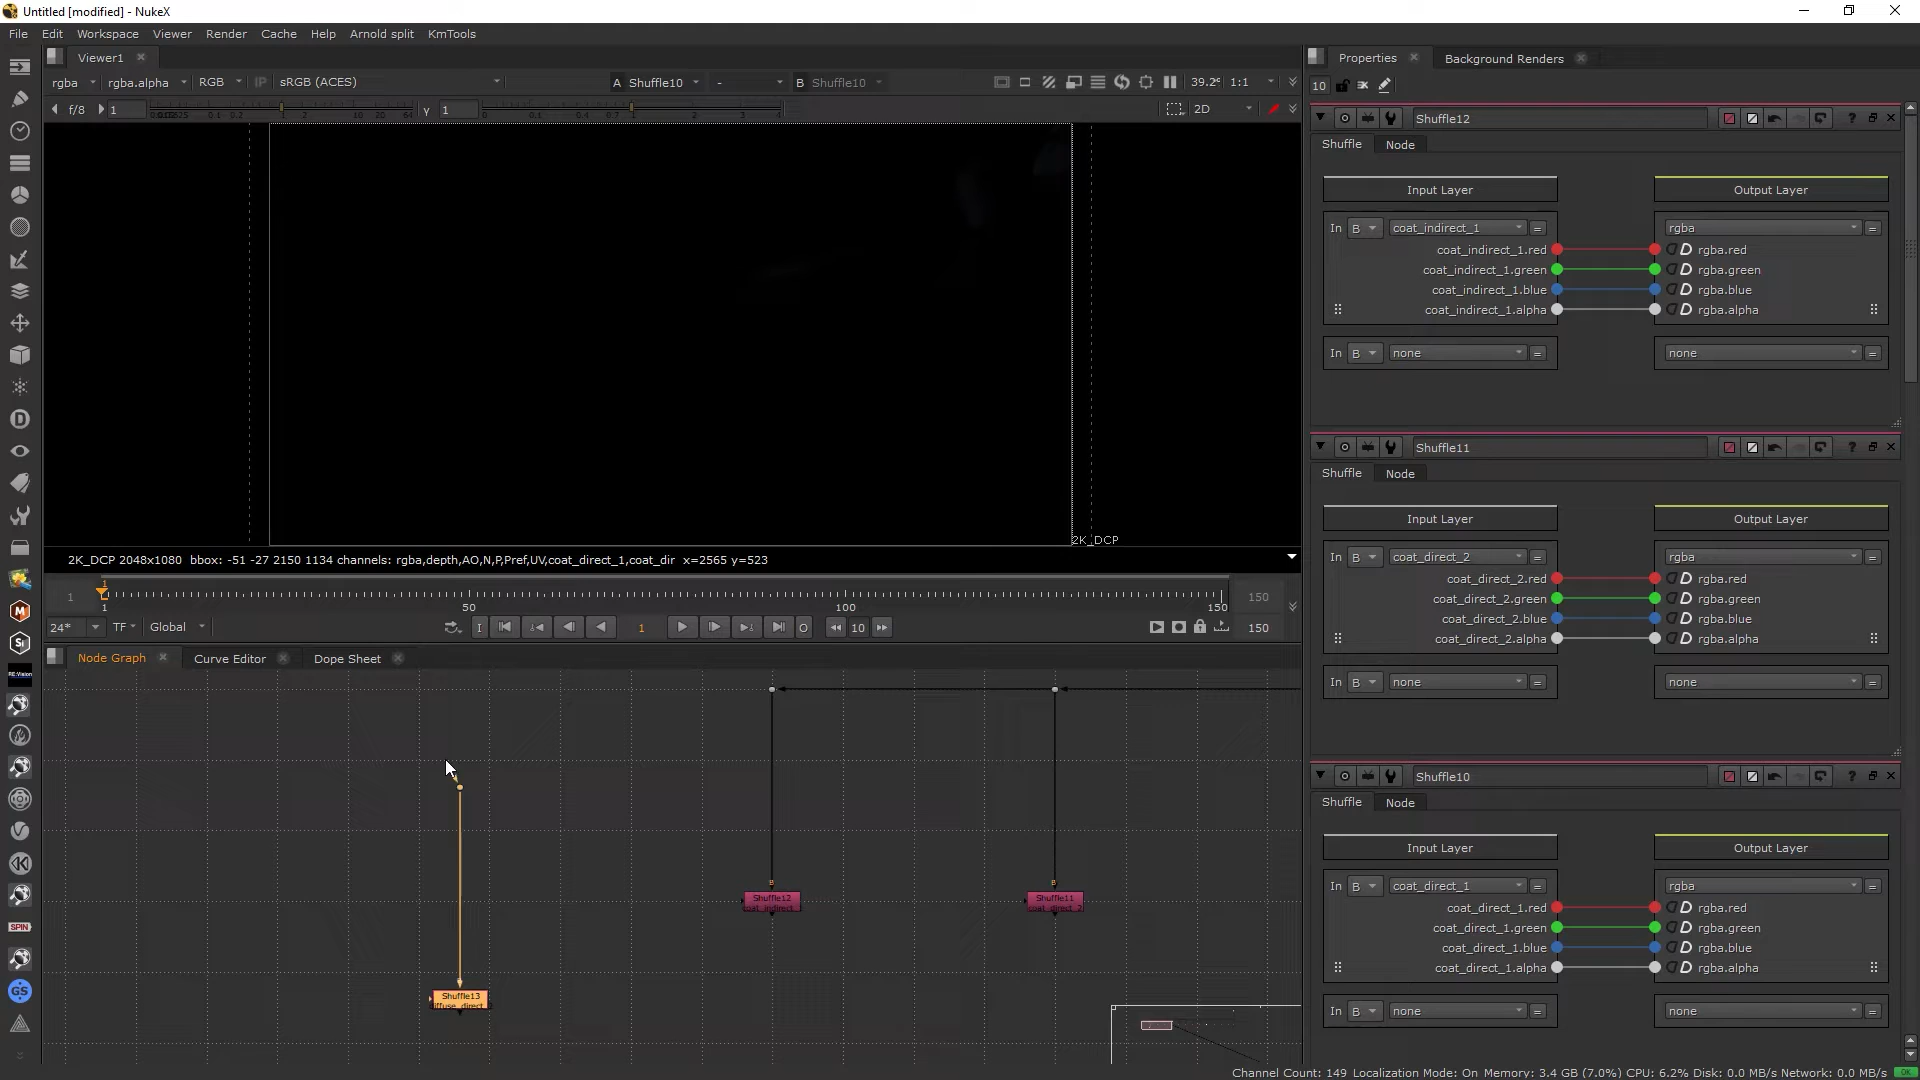 Untitled [modified] - NukeX
File Edit Workspace Viewer Render Cache Help Arnold split KmTools
Viewer1
rgba rgba.alpha RGB IP sRGB (ACES) A Shuffle10 - B Shuffle10 39.2 1:1
f/8 1 Y 1 2D
2K_DCP
2K_DCP 2048x1080 bbox: -51 -27 2150 1134 channels: rgba,depth,AO,N,P,Pref,UV,coat_direct_1,coat_dir x=2565 y=523
1
1 1 50 100 150 150
24* TF Global I 1 O 10 150
Node Graph Curve Editor Dope Sheet
B B
Shuffle12 Shuffle11
coat_direct_2
Shuffle13
Properties Background Renders
10
Shuffle12
Shuffle Node
Input Layer Output Layer
In B coat_indirect_1 = rgba =
coat_indirect_1.red rgba.red
coat_indirect_1.green rgba.green
coat_indirect_1.blue rgba.blue
coat_indirect_1.alpha rgba.alpha
In B none = none =
Shuffle11
Shuffle Node
Input Layer Output Layer
In B coat_direct_2 = rgba =
coat_direct_2.red rgba.red
coat_direct_2.green rgba.green
coat_direct_2.blue rgba.blue
coat_direct_2.alpha rgba.alpha
In B none = none =
Shuffle10
Shuffle Node
Input Layer Output Layer
In B coat_direct_1 = rgba =
coat_direct_1.red rgba.red
coat_direct_1.green rgba.green
coat_direct_1.blue rgba.blue
coat_direct_1.alpha rgba.alpha
In B none = none =
Channel Count: 149 Localization Mode: On Memory: 3.4 GB (7.0%) CPU: 6.2% Disk: 0.0 MB/s Network: 0.0 MB/s